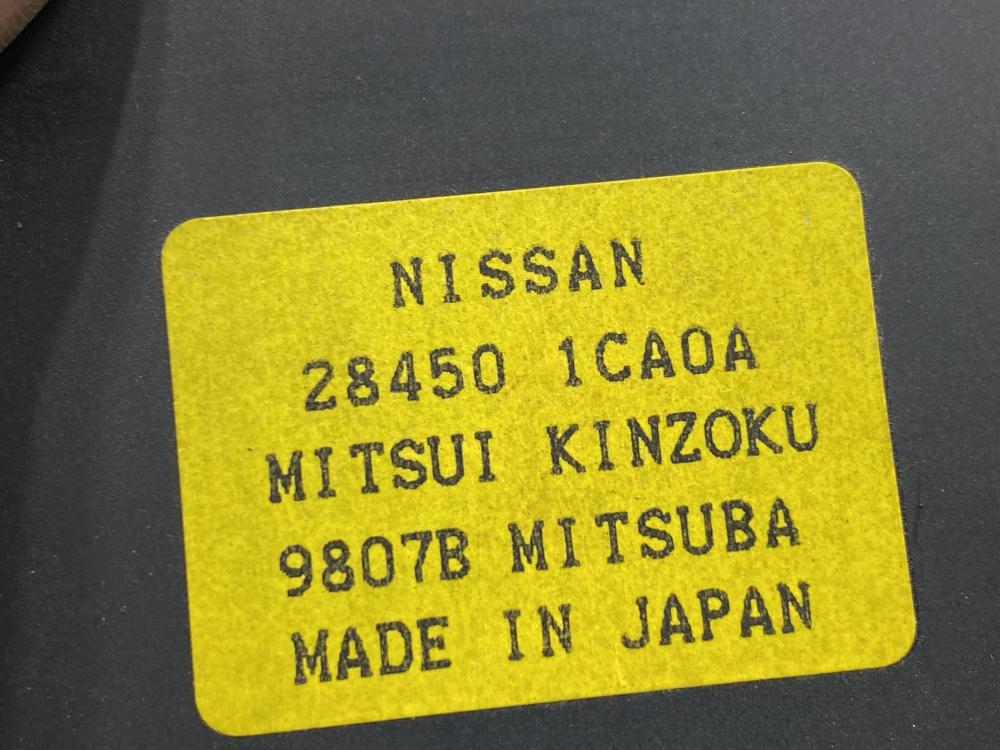 NISSAN
28450 1CA0A
MITSUI KINZOKU
9807B MITSUBA
MADE IN JAPAN